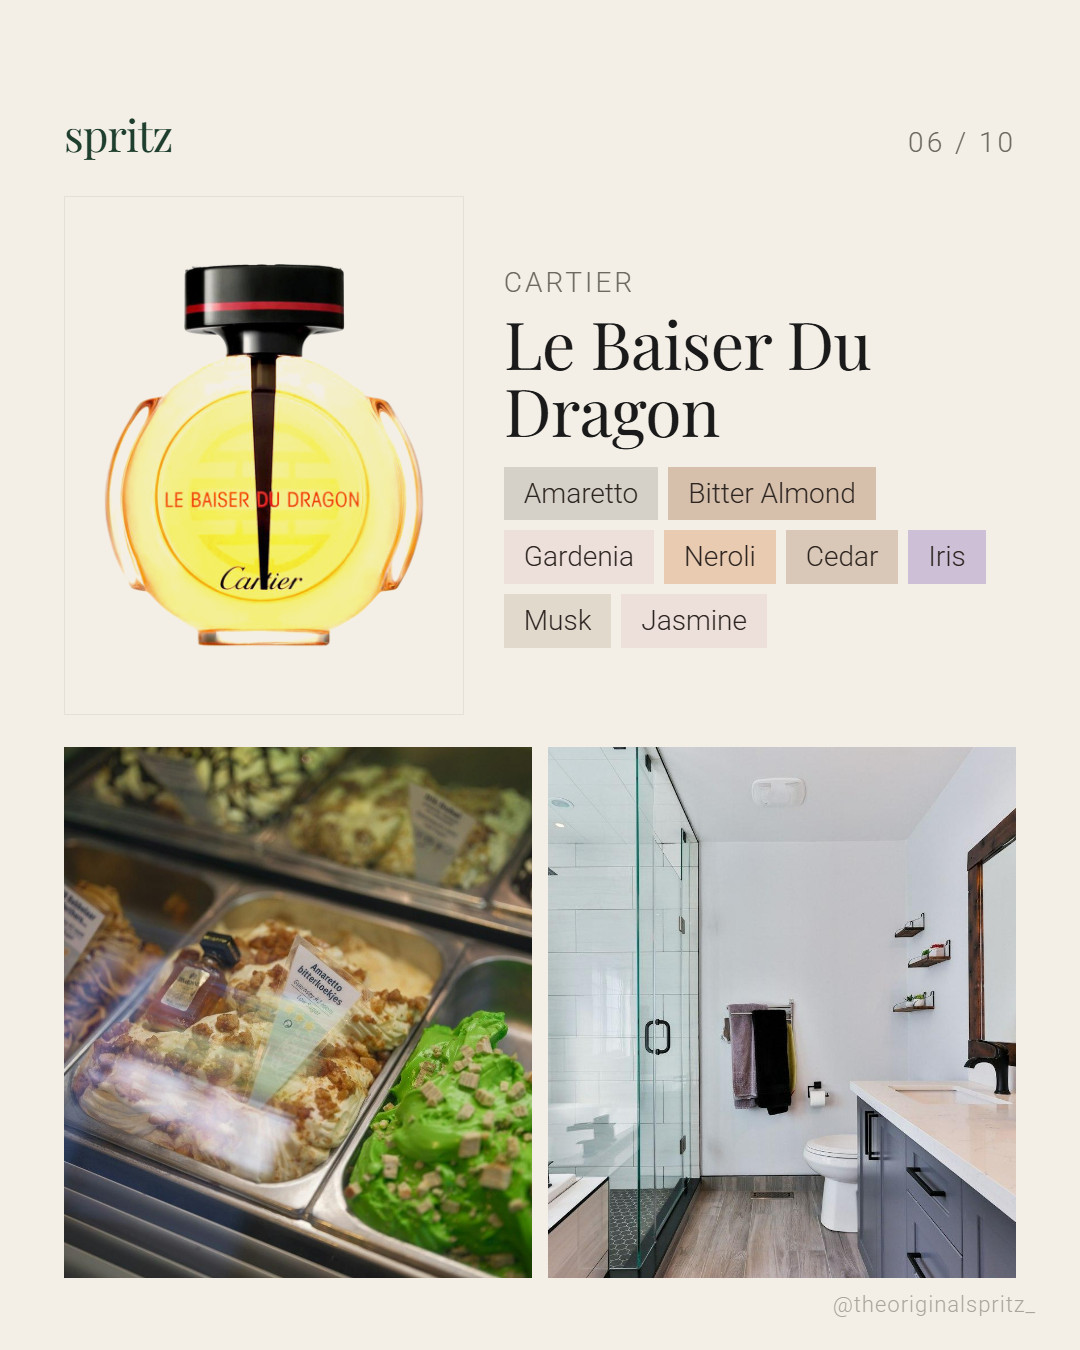 spritz
06 / 10
CARTIER
Le Baiser Du
Dragon
LE BAISER DU DRAGON
Cartier
Amaretto
Bitter Almond
Gardenia
Neroli
Cedar
Iris
Musk
Jasmine
Amaretto
bitterkoekjes
@theoriginalspritz_